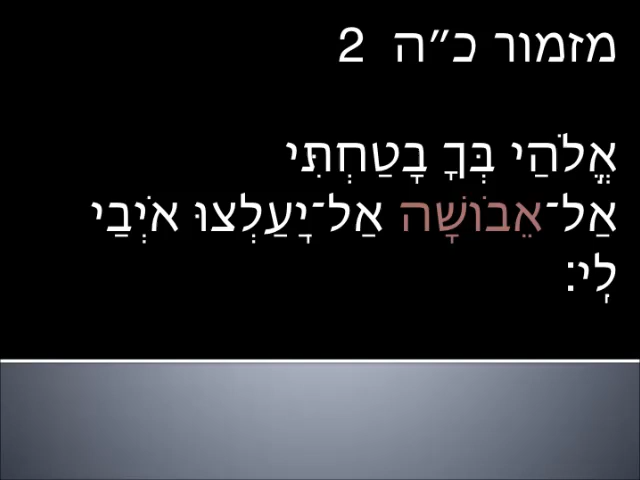 מזמור כ״ה 2
אֱלֹהַי בְּךָ בָטַחְתִּי
אַל־אֵבוֹשָׁה אַל־יָעַלְצוּ אֹיְבַי
לִֽי׃